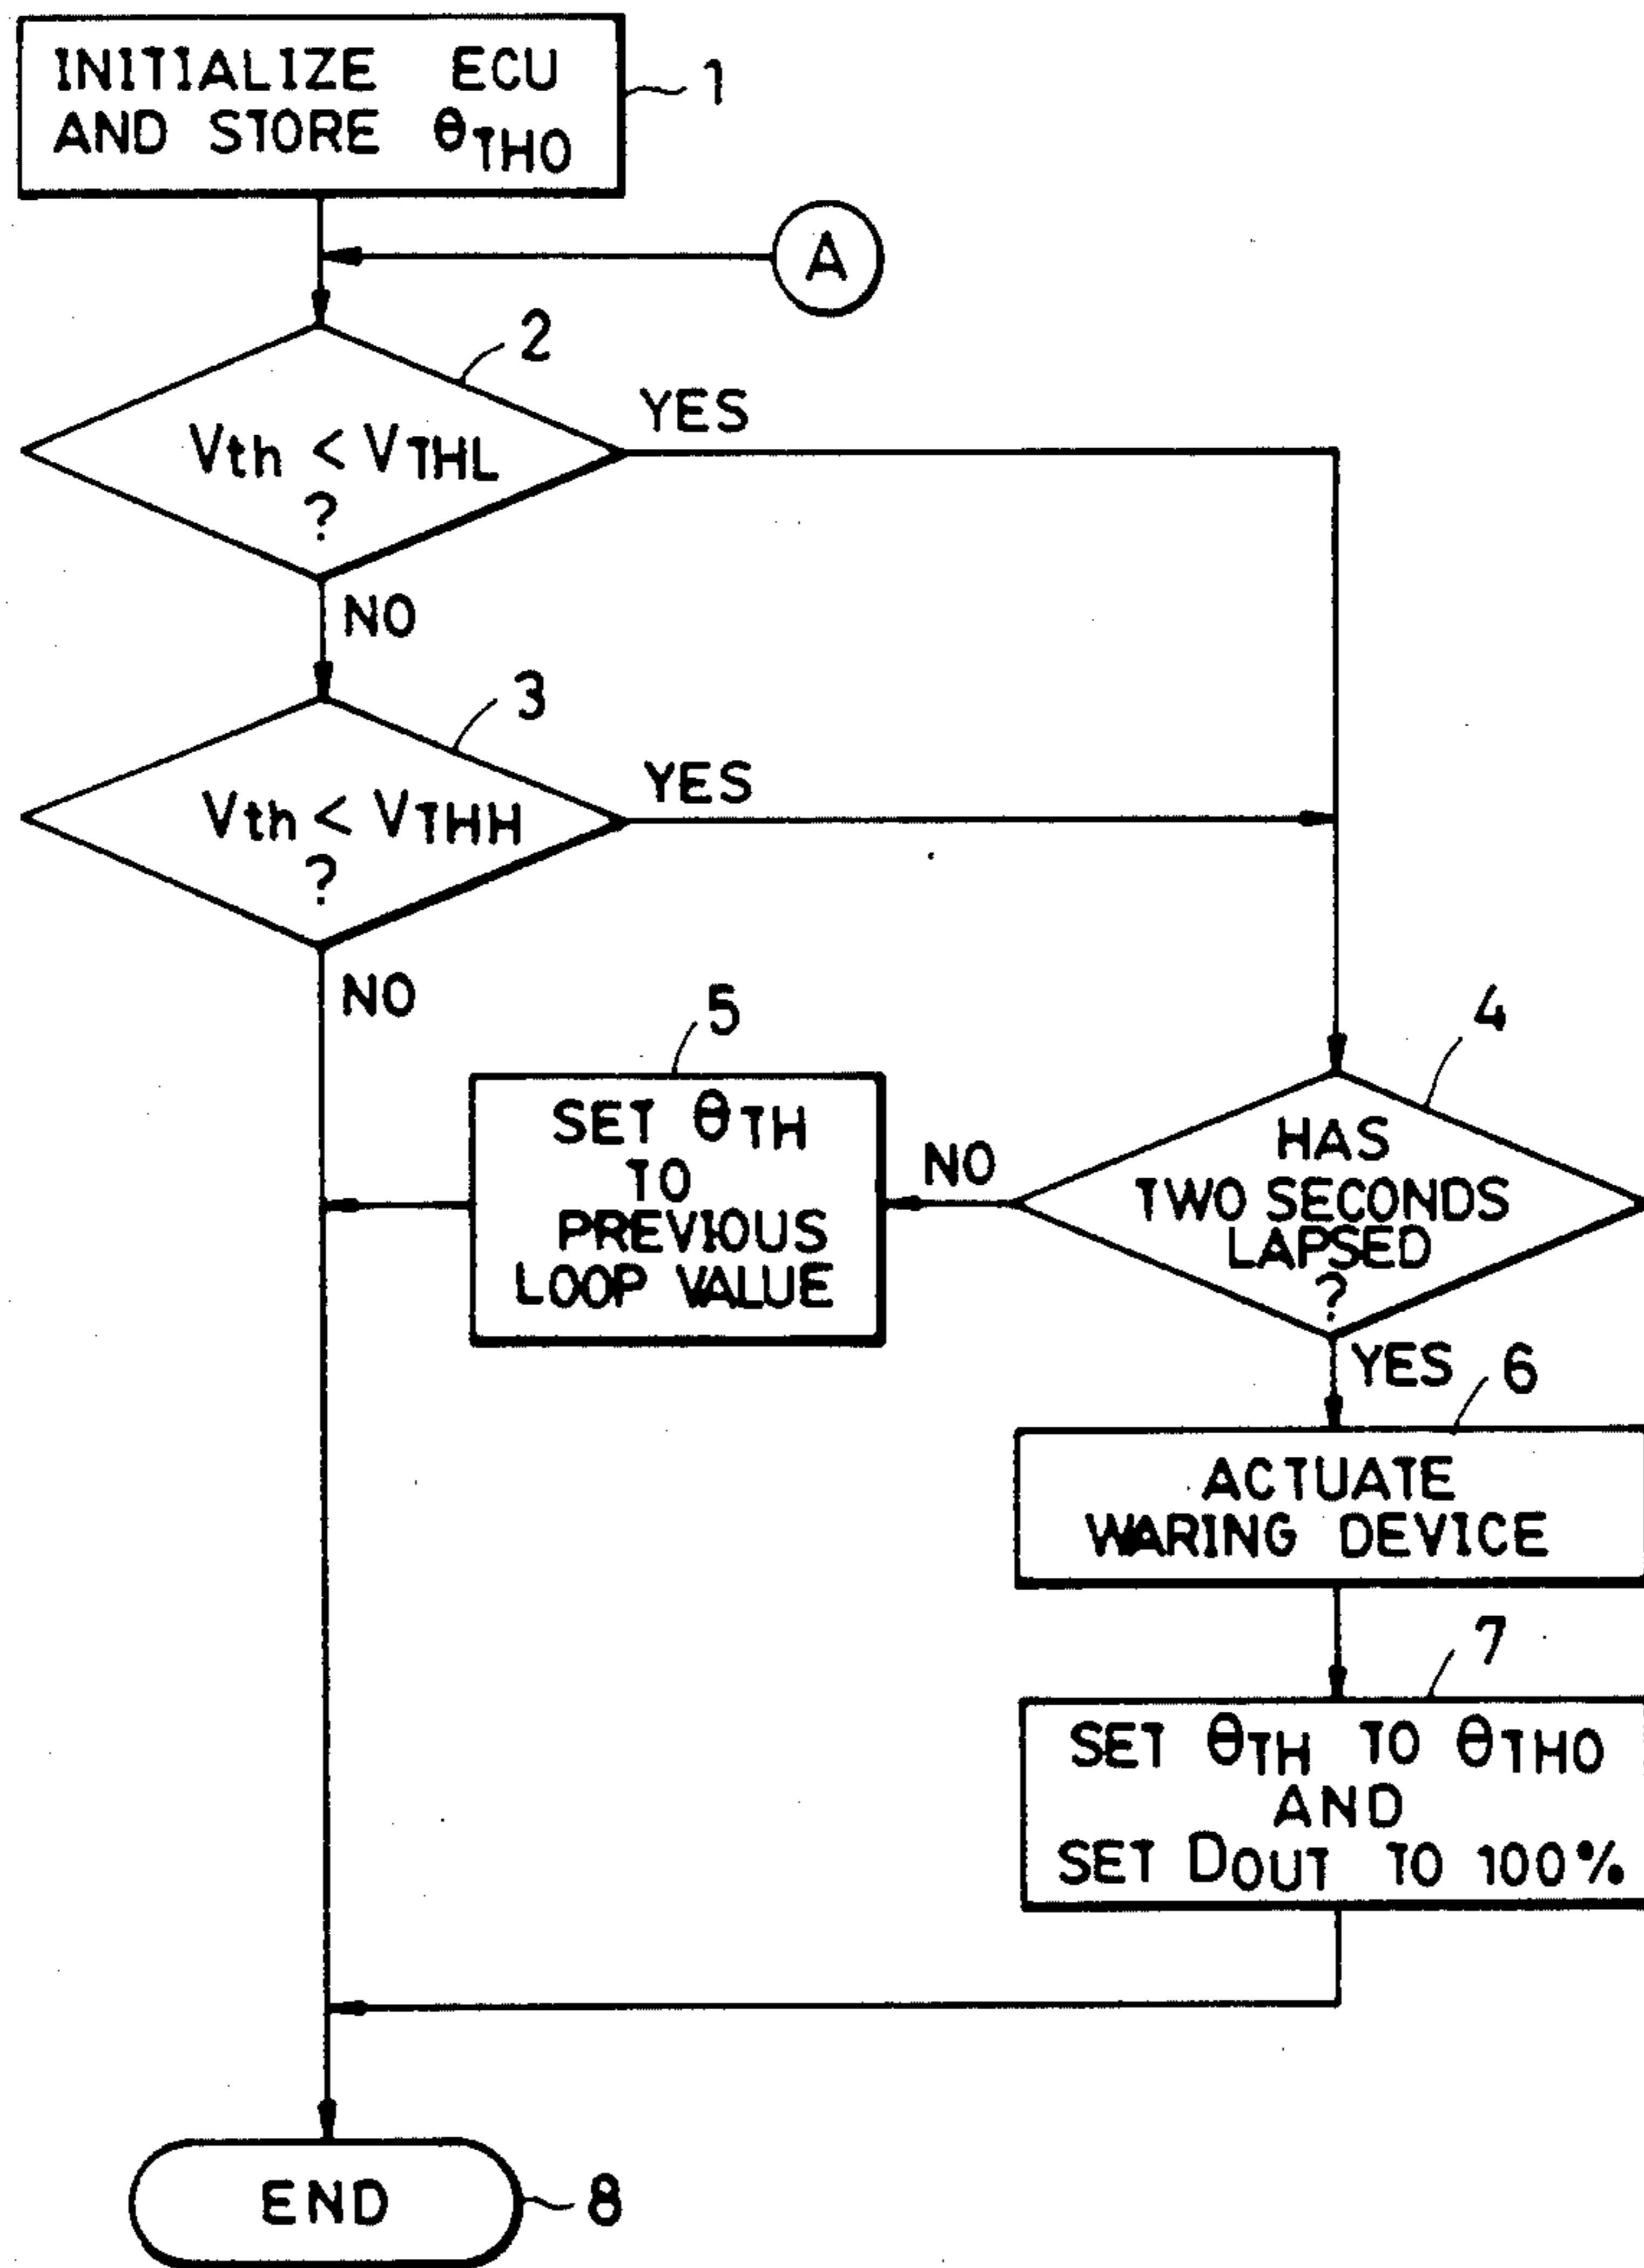 INITIALIZE ECU
AND STORE θTHO
1
A
2
Vth < VTHL
?
YES
NO
3
Vth < VTHH
?
YES
NO
5
SET θTH
TO
PREVIOUS
LOOP VALUE
4
HAS
TWO SECONDS
LAPSED
?
NO
YES
6
ACTUATE
WARING DEVICE
7
SET θTH TO θTHO
AND
SET DOUT TO 100%
END
8